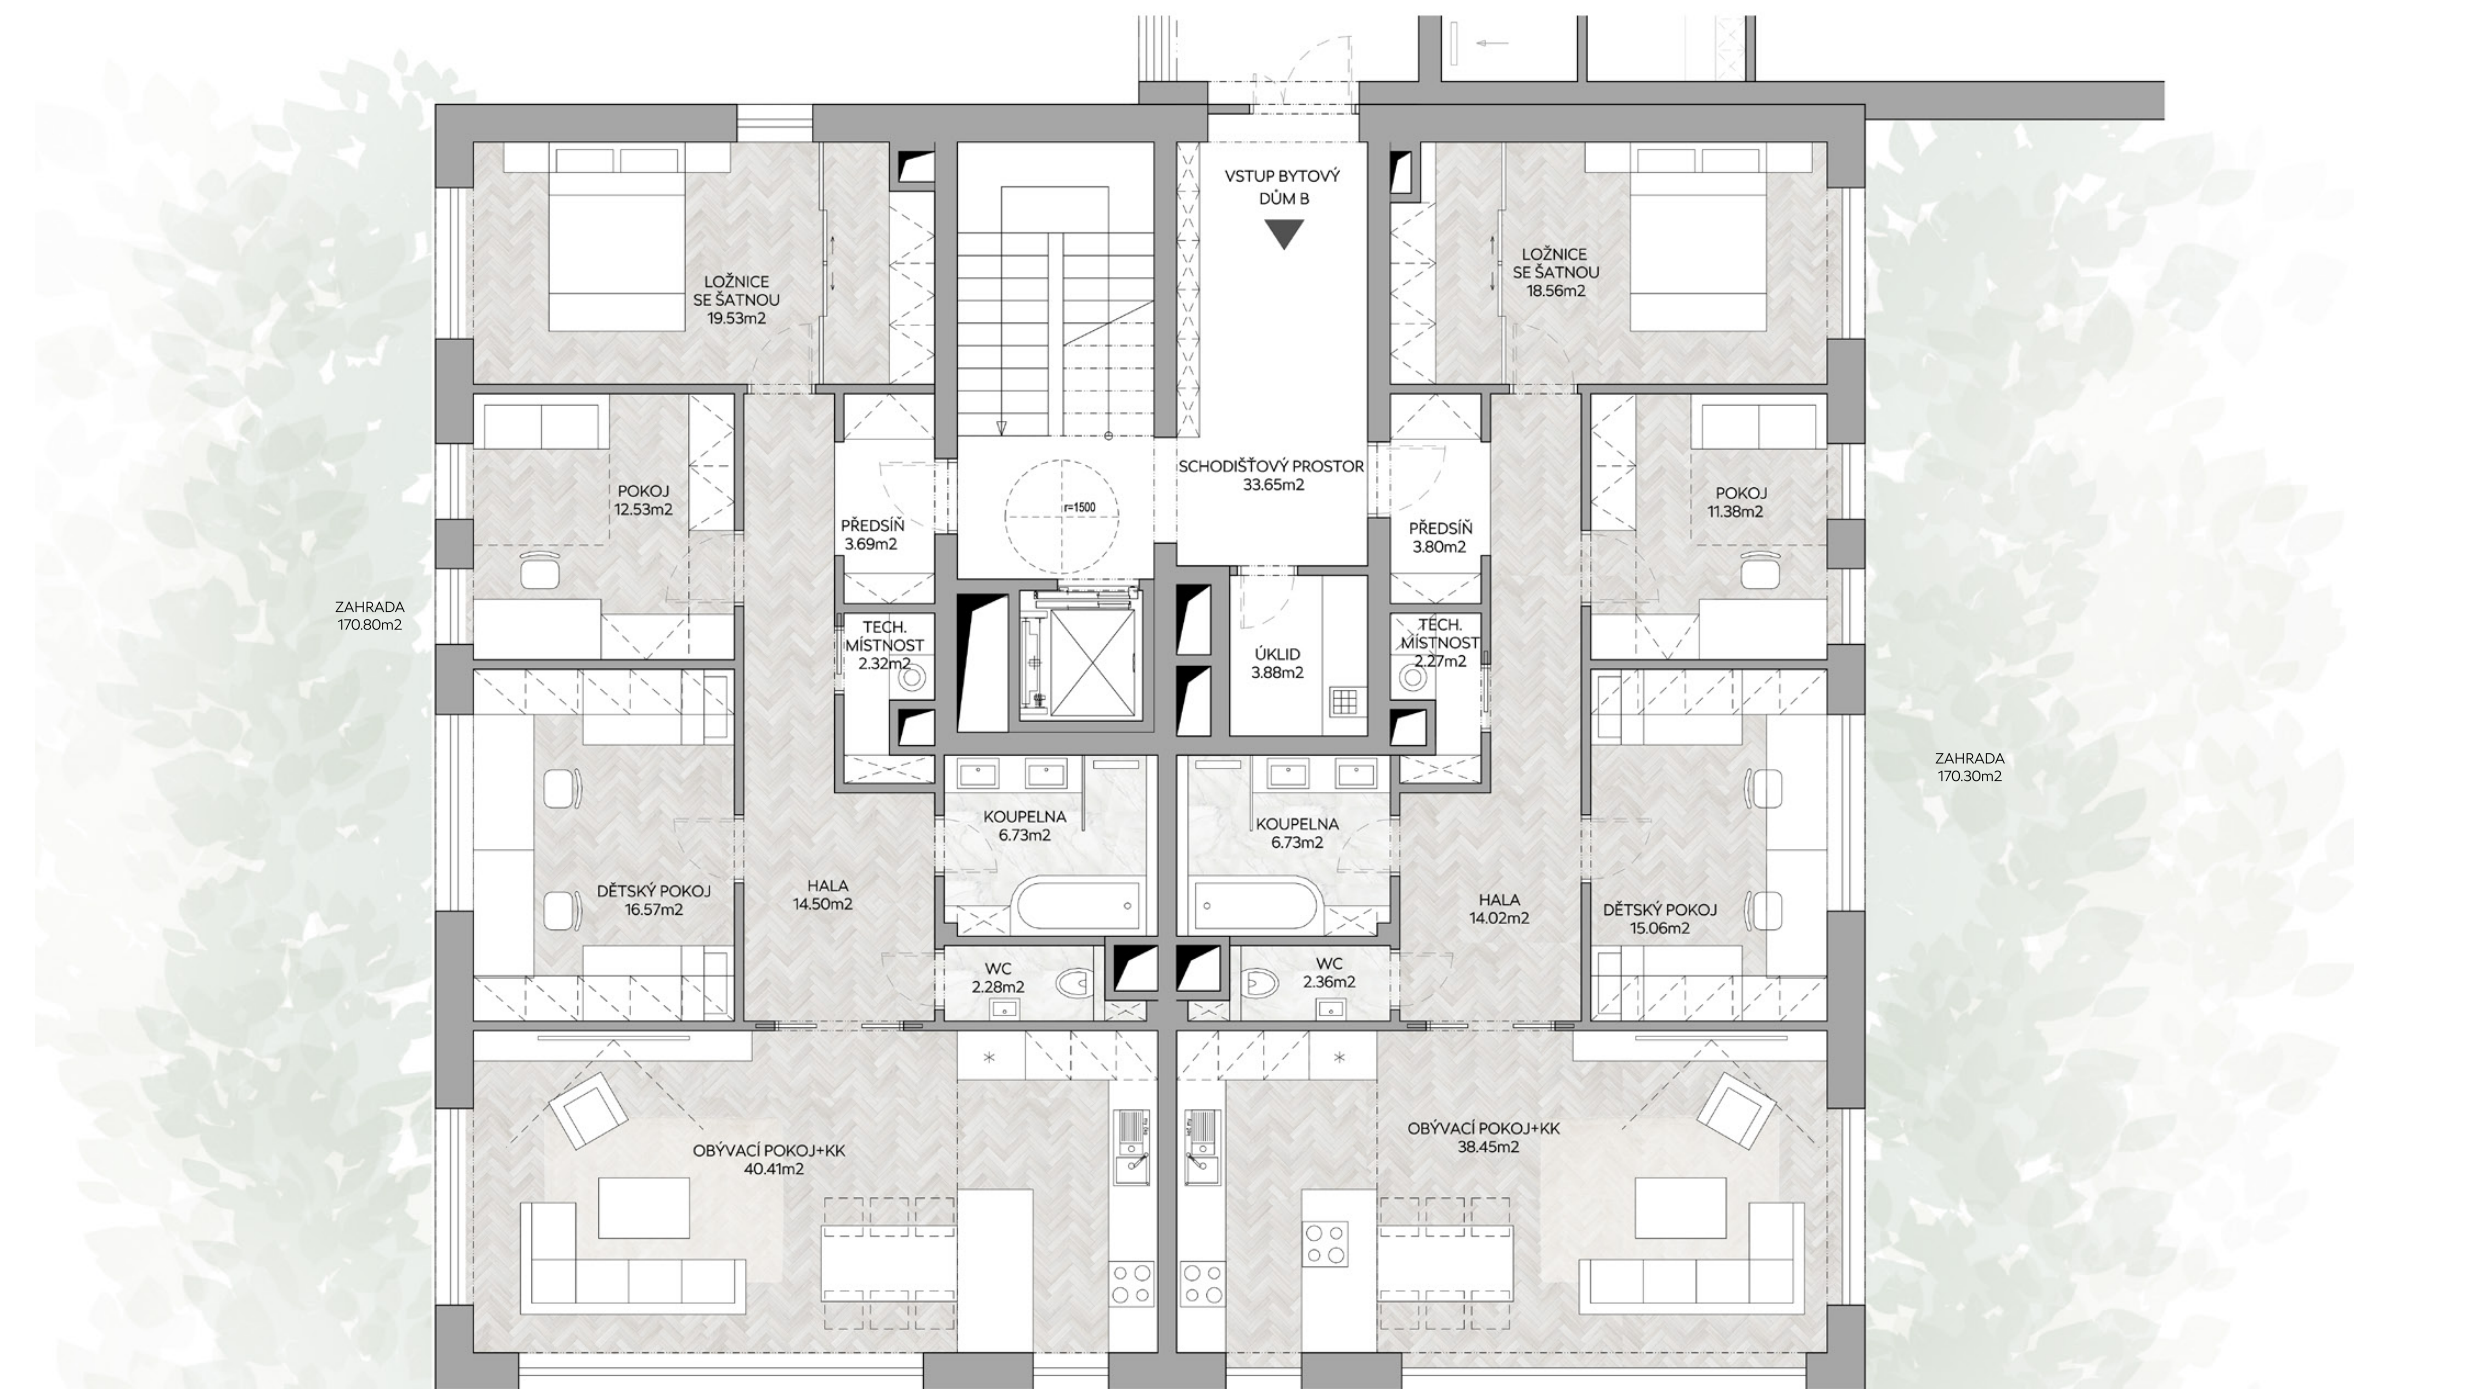 VSTUP BYTOVÝ
DŮM B
LOŽNICE
SE ŠATNOU
19.53m2
LOŽNICE
SE ŠATNOU
18.56m2
POKOJ
12.53m2
SCHODIŠŤOVÝ PROSTOR
33.65m2
r=1500
POKOJ
11.38m2
PŘEDSÍŇ
3.69m2
PŘEDSÍŇ
3.80m2
ZAHRADA
170.80m2
TECH.
MÍSTNOST
2.32m2
ÚKLID
3.88m2
TECH.
MÍSTNOST
2.27m2
ZAHRADA
170.30m2
KOUPELNA
6.73m2
KOUPELNA
6.73m2
DĚTSKÝ POKOJ
16.57m2
HALA
14.50m2
HALA
14.02m2
DĚTSKÝ POKOJ
15.06m2
WC
2.28m2
WC
2.36m2
OBÝVACÍ POKOJ+KK
40.41m2
OBÝVACÍ POKOJ+KK
38.45m2